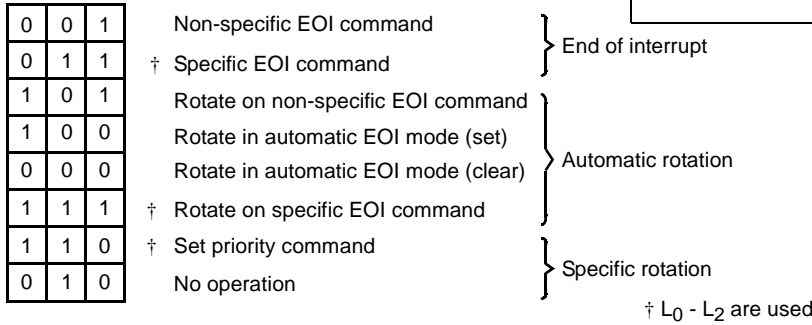 0 0 1 Non-specific EOI command
End of interrupt
0 1 1 † Specific EOI command
1 0 1 Rotate on non-specific EOI command
1 0 0 Rotate in automatic EOI mode (set)
Automatic rotation
0 0 0 Rotate in automatic EOI mode (clear)
1 1 1 † Rotate on specific EOI command
1 1 0 † Set priority command
Specific rotation
0 1 0 No operation
† L0 - L2 are used